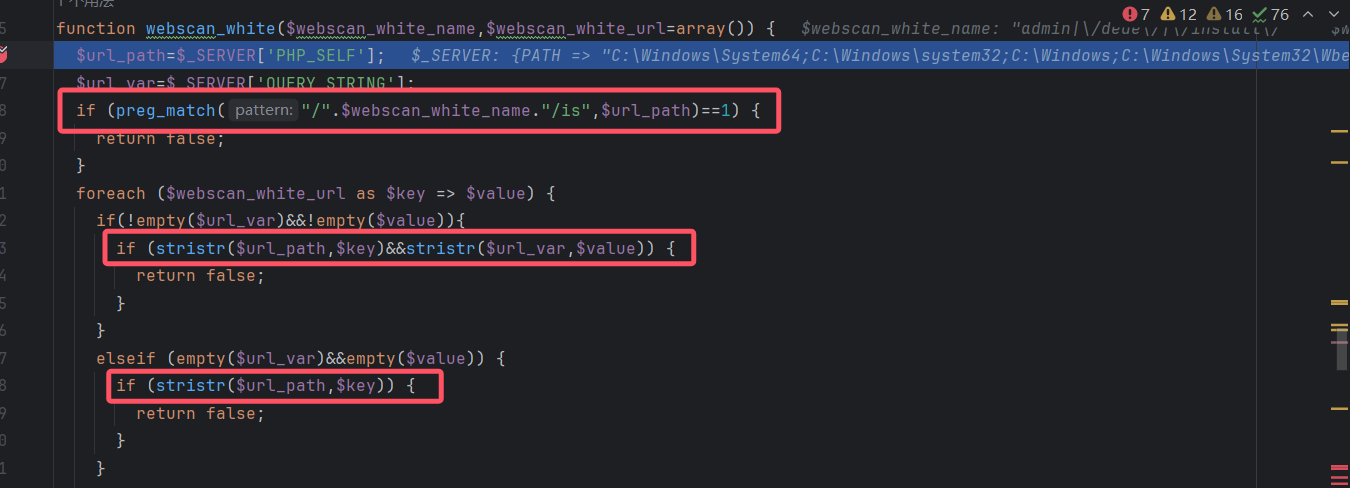 1 个用法
7 12 16 76
5 function webscan_white($webscan_white_name,$webscan_white_url=array()) { $webscan_white_name: "admin|\/dede\/|\/install\/
$url_path=$_SERVER['PHP_SELF']; $_SERVER: {PATH => "C:\Windows\System64;C:\Windows\system32;C:\Windows;C:\Windows\System32\Wbe
7 $url_var=$_SERVER['QUERY_STRING'];
8 if (preg_match( pattern: "/".$webscan_white_name."/is",$url_path)==1) {
9 return false;
0 }
1 foreach ($webscan_white_url as $key => $value) {
2 if(!empty($url_var)&&!empty($value)){
3 if (stristr($url_path,$key)&&stristr($url_var,$value)) {
4 return false;
5 }
6 }
7 elseif (empty($url_var)&&empty($value)) {
8 if (stristr($url_path,$key)) {
9 return false;
0 }
1 }